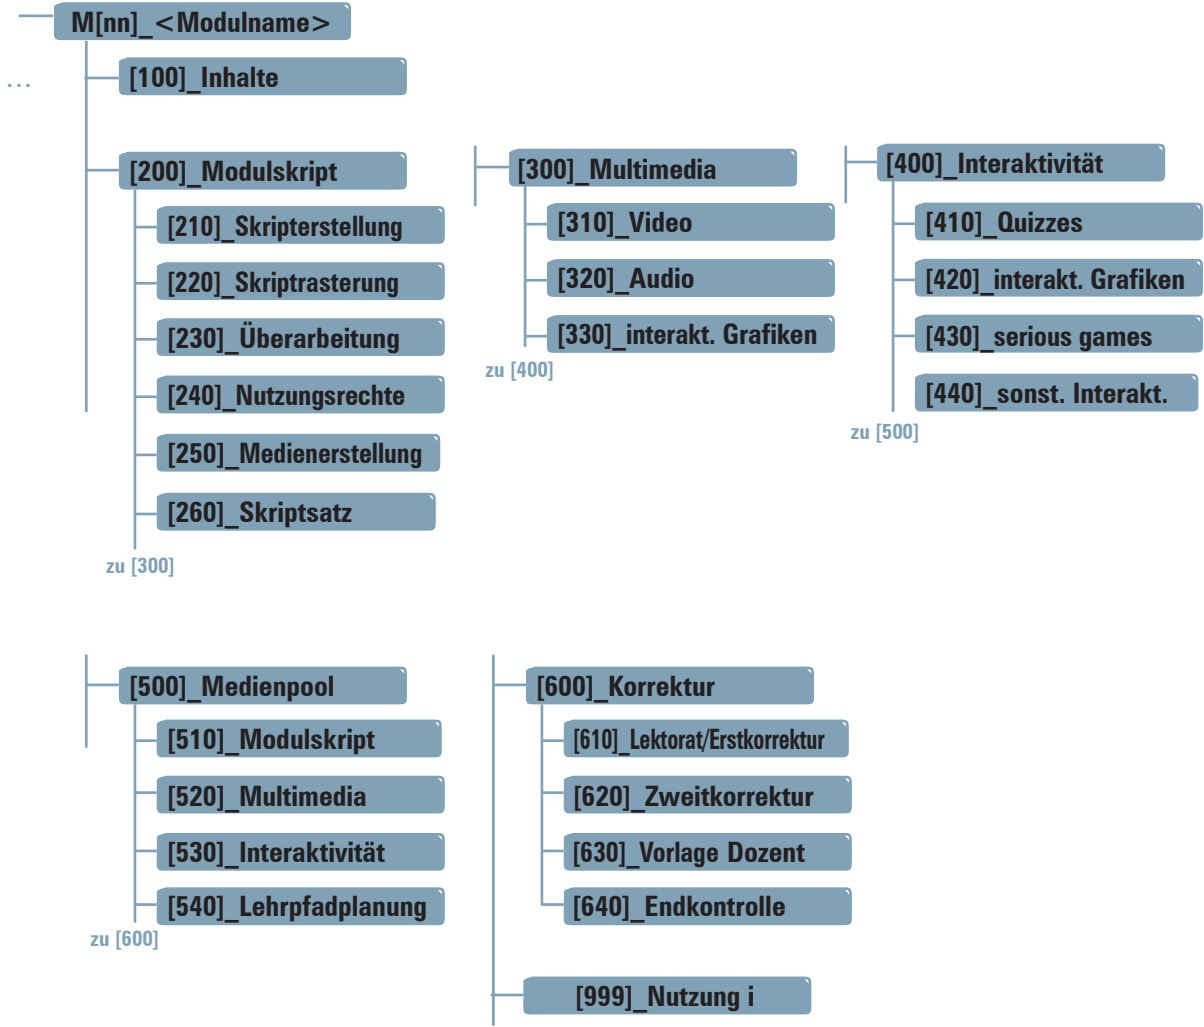 M[nn]_<Modulname>
...
[100]_Inhalte
[200]_Modulskript
[210]_Skripterstellung
[220]_Skriptrasterung
[230]_Überarbeitung
[240]_Nutzungsrechte
[250]_Medienerstellung
[260]_Skriptsatz
zu [300]
[300]_Multimedia
[310]_Video
[320]_Audio
[330]_interakt. Grafiken
zu [400]
[400]_Interaktivität
[410]_Quizzes
[420]_interakt. Grafiken
[430]_serious games
[440]_sonst. Interakt.
zu [500]
[500]_Medienpool
[510]_Modulskript
[520]_Multimedia
[530]_Interaktivität
[540]_Lehrpfadplanung
zu [600]
[600]_Korrektur
[610]_Lektorat/Erstkorrektur
[620]_Zweitkorrektur
[630]_Vorlage Dozent
[640]_Endkontrolle
[999]_Nutzung i